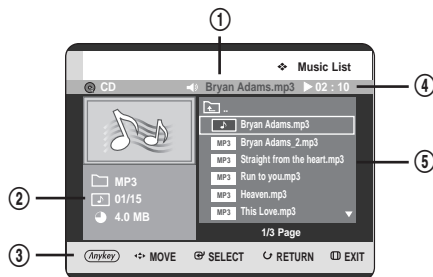 ①
❖ Music List
CD Bryan Adams.mp3 ▶ 02 : 10
④
..
♪ Bryan Adams.mp3
MP3 Bryan Adams_2.mp3
MP3 Straight from the heart.mp3
⑤
MP3 Run to you.mp3
MP3 Heaven.mp3
MP3 This Love.mp3 ▼
1/3 Page
MP3
② 01/15
4.0 MB
③ Anykey MOVE SELECT RETURN EXIT